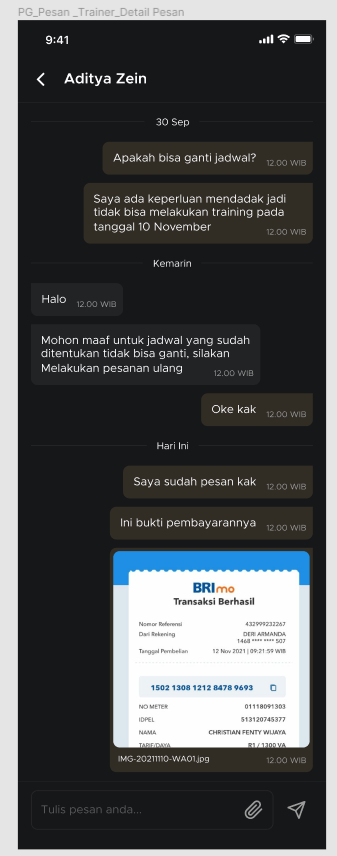 PG_Pesan _Trainer_Detail Pesan
9:41
Aditya Zein
30 Sep
Apakah bisa ganti jadwal?
12.00 WIB
Saya ada keperluan mendadak jadi
tidak bisa melakukan training pada
tanggal 10 November
12.00 WIB
Kemarin
Halo
12.00 WIB
Mohon maaf untuk jadwal yang sudah
ditentukan tidak bisa ganti, silakan
Melakukan pesanan ulang
12.00 WIB
Oke kak
12.00 WIB
Hari Ini
Saya sudah pesan kak
12.00 WIB
Ini bukti pembayarannya
12.00 WIB
BRImo
Transaksi Berhasil
Nomor Referensi 432999232267
Dari Rekening DERI ARMANDA
1468 **** **** 507
Tanggal Pembelian 12 Nov 2021 | 09:21:59 WIB
1502 1308 1212 8478 9693
NO METER 01118091303
IDPEL 513120745377
NAMA CHRISTIAN FENTY WIJAYA
TARIF/DAYA R1 / 1300 VA
IMG-20211110-WA01.jpg
12.00 WIB
Tulis pesan anda...